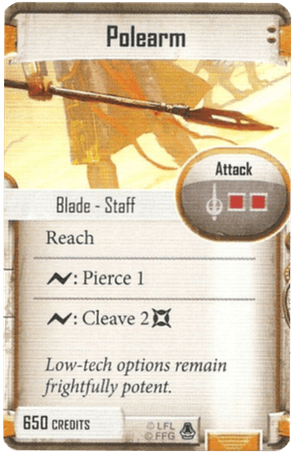 Polearm
Attack
Blade - Staff
Reach
: Pierce 1
: Cleave 2
Low-tech options remain
frightfully potent.
650 CREDITS
© LFL
© FFG